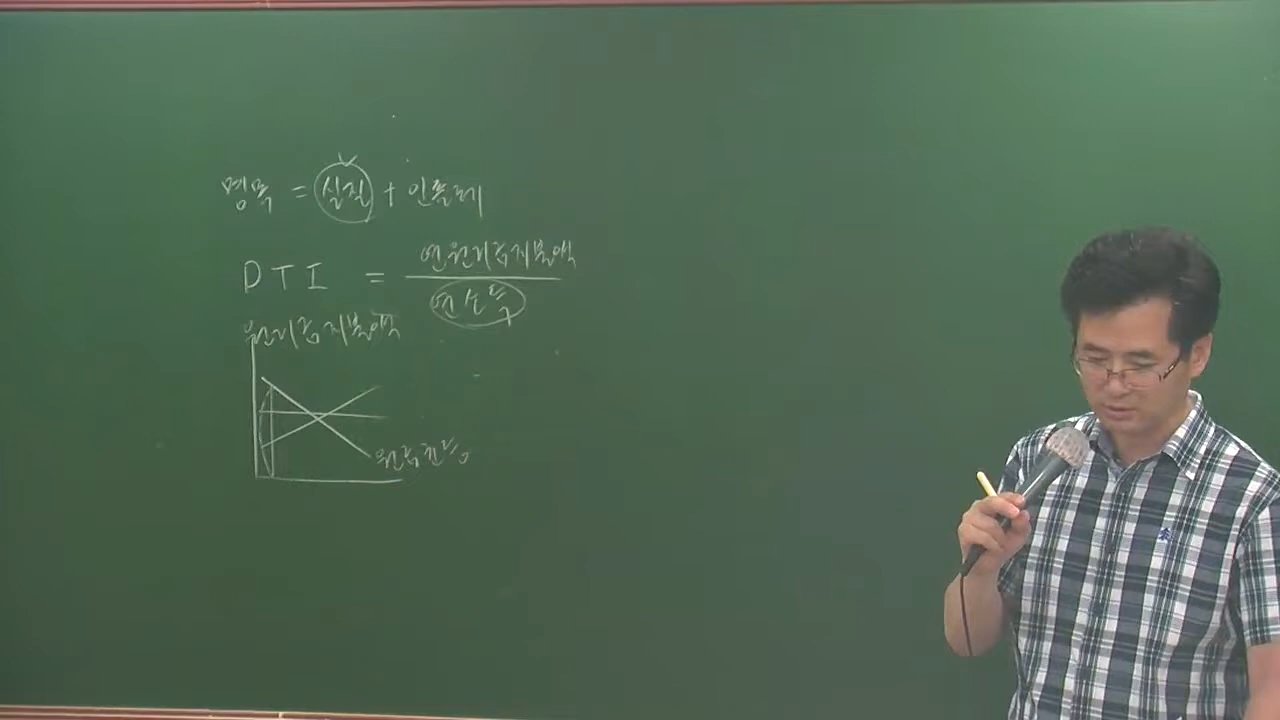 명목 = 실질 + 인플레
DTI = 연원리금지불액
연소득
원리금지불액
원금균등